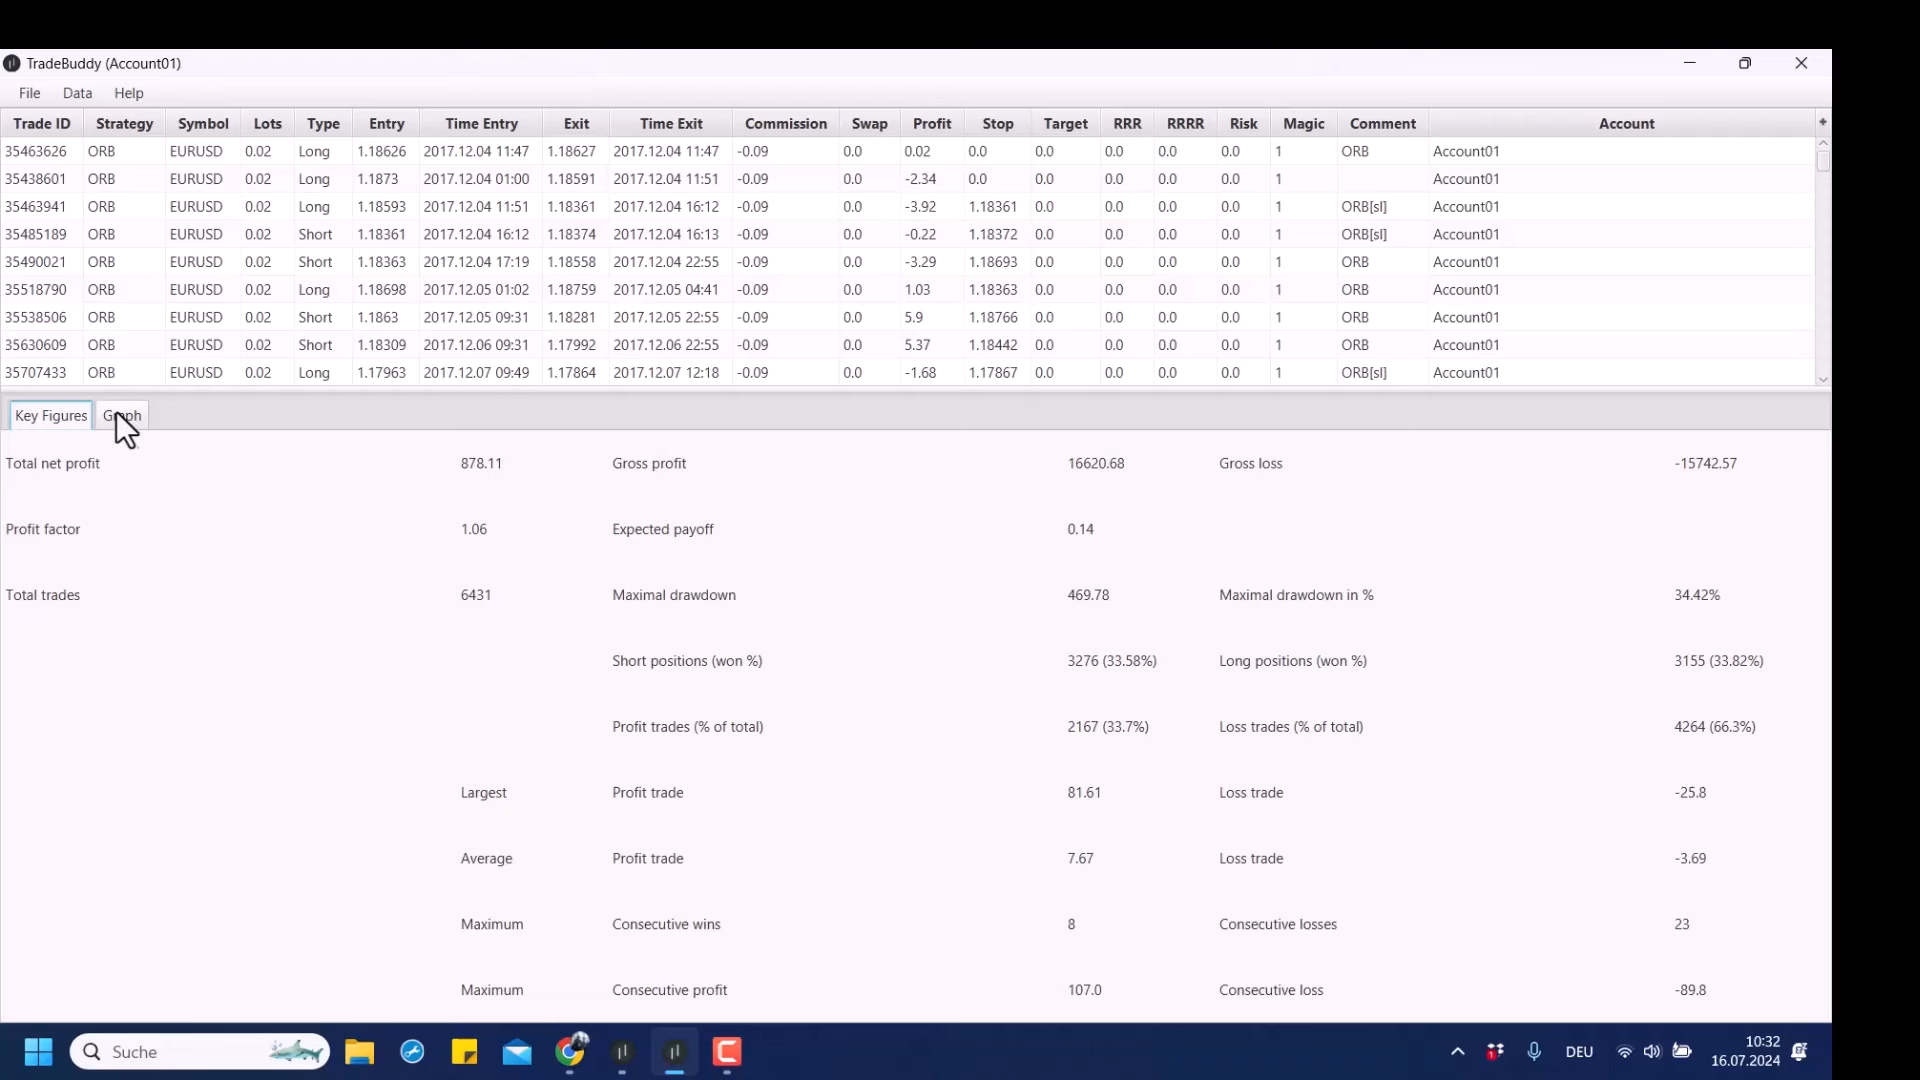 TradeBuddy (Account01)
File Data Help
Trade ID Strategy Symbol Lots Type Entry Time Entry Exit Time Exit Commission Swap Profit Stop Target RRR RRRR Risk Magic Comment Account +
35463626 ORB EURUSD 0.02 Long 1.18626 2017.12.04 11:47 1.18627 2017.12.04 11:47 -0.09 0.0 0.02 0.0 0.0 0.0 0.0 0.0 1 ORB Account01
35438601 ORB EURUSD 0.02 Long 1.1873 2017.12.04 01:00 1.18591 2017.12.04 11:51 -0.09 0.0 -2.34 0.0 0.0 0.0 0.0 0.0 1 Account01
35463941 ORB EURUSD 0.02 Long 1.18593 2017.12.04 11:51 1.18361 2017.12.04 16:12 -0.09 0.0 -3.92 1.18361 0.0 0.0 0.0 0.0 1 ORB[sl] Account01
35485189 ORB EURUSD 0.02 Short 1.18361 2017.12.04 16:12 1.18374 2017.12.04 16:13 -0.09 0.0 -0.22 1.18372 0.0 0.0 0.0 0.0 1 ORB[sl] Account01
35490021 ORB EURUSD 0.02 Short 1.18363 2017.12.04 17:19 1.18558 2017.12.04 22:55 -0.09 0.0 -3.29 1.18693 0.0 0.0 0.0 0.0 1 ORB Account01
35518790 ORB EURUSD 0.02 Long 1.18698 2017.12.05 01:02 1.18759 2017.12.05 04:41 -0.09 0.0 1.03 1.18363 0.0 0.0 0.0 0.0 1 ORB Account01
35538506 ORB EURUSD 0.02 Short 1.1863 2017.12.05 09:31 1.18281 2017.12.05 22:55 -0.09 0.0 5.9 1.18766 0.0 0.0 0.0 0.0 1 ORB Account01
35630609 ORB EURUSD 0.02 Short 1.18309 2017.12.06 09:31 1.17992 2017.12.06 22:55 -0.09 0.0 5.37 1.18442 0.0 0.0 0.0 0.0 1 ORB Account01
35707433 ORB EURUSD 0.02 Long 1.17963 2017.12.07 09:49 1.17864 2017.12.07 12:18 -0.09 0.0 -1.68 1.17867 0.0 0.0 0.0 0.0 1 ORB[sl] Account01
Key Figures Graph
Total net profit 878.11 Gross profit 16620.68 Gross loss -15742.57
Profit factor 1.06 Expected payoff 0.14
Total trades 6431 Maximal drawdown 469.78 Maximal drawdown in % 34.42%
Short positions (won %) 3276 (33.58%) Long positions (won %) 3155 (33.82%)
Profit trades (% of total) 2167 (33.7%) Loss trades (% of total) 4264 (66.3%)
Largest Profit trade 81.61 Loss trade -25.8
Average Profit trade 7.67 Loss trade -3.69
Maximum Consecutive wins 8 Consecutive losses 23
Maximum Consecutive profit 107.0 Consecutive loss -89.8
Suche DEU 10:32
16.07.2024